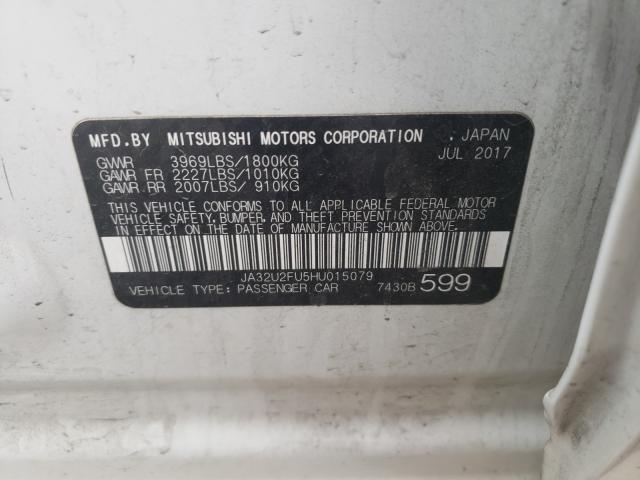 MFD.BY MITSUBISHI MOTORS CORPORATION . JAPAN
GVWR 3969LBS/1800KG JUL 2017
GAWR FR 2227LBS/1010KG
GAWR RR 2007LBS/ 910KG
THIS VEHICLE CONFORMS TO ALL APPLICABLE FEDERAL MOTOR
VEHICLE SAFETY, BUMPER, AND THEFT PREVENTION STANDARDS
IN EFFECT ON THE DATE OF MANUFACTURE SHOWN ABOVE.
JA32U2FU5HU015079
VEHICLE TYPE: PASSENGER CAR 7430B 599